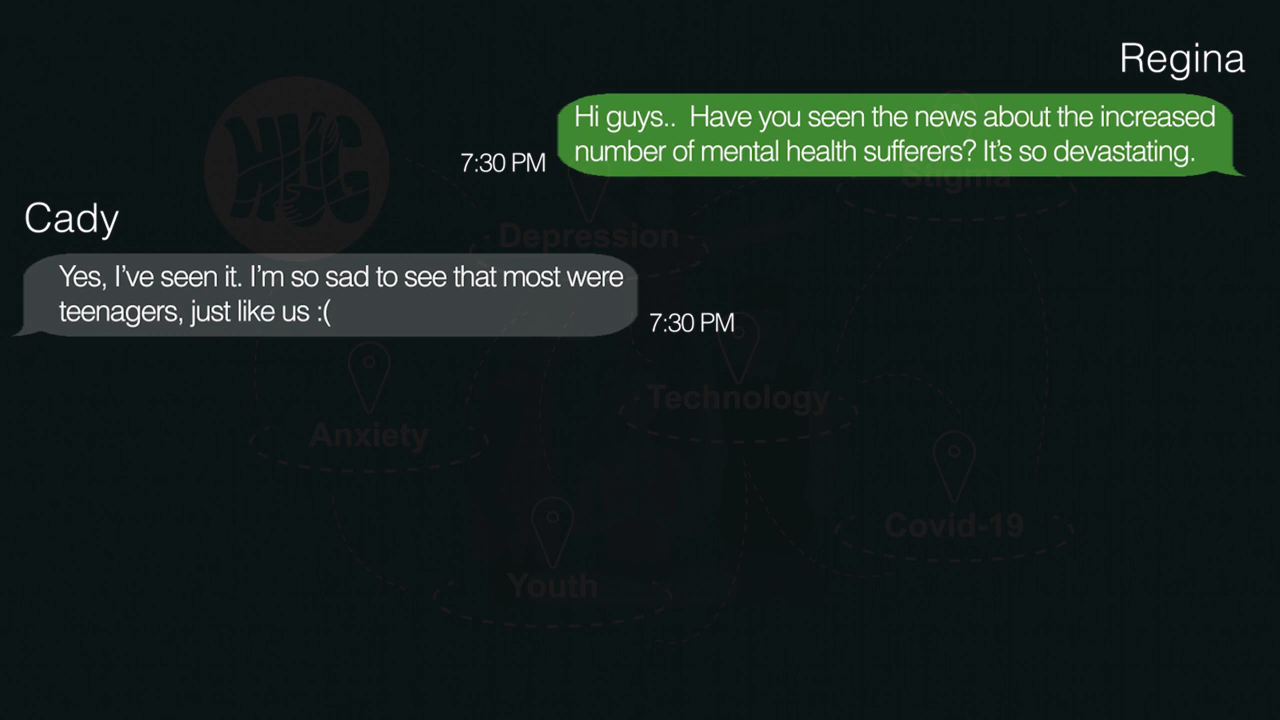 Regina
Hi guys.. Have you seen the news about the increased
number of mental health sufferers? It's so devastating.
7:30 PM
Stigma
HUG
Depression
Cady
Yes, I've seen it. I'm so sad to see that most were
teenagers, just like us :(
7:30 PM
Technology
Anxiety
Covid-19
Youth